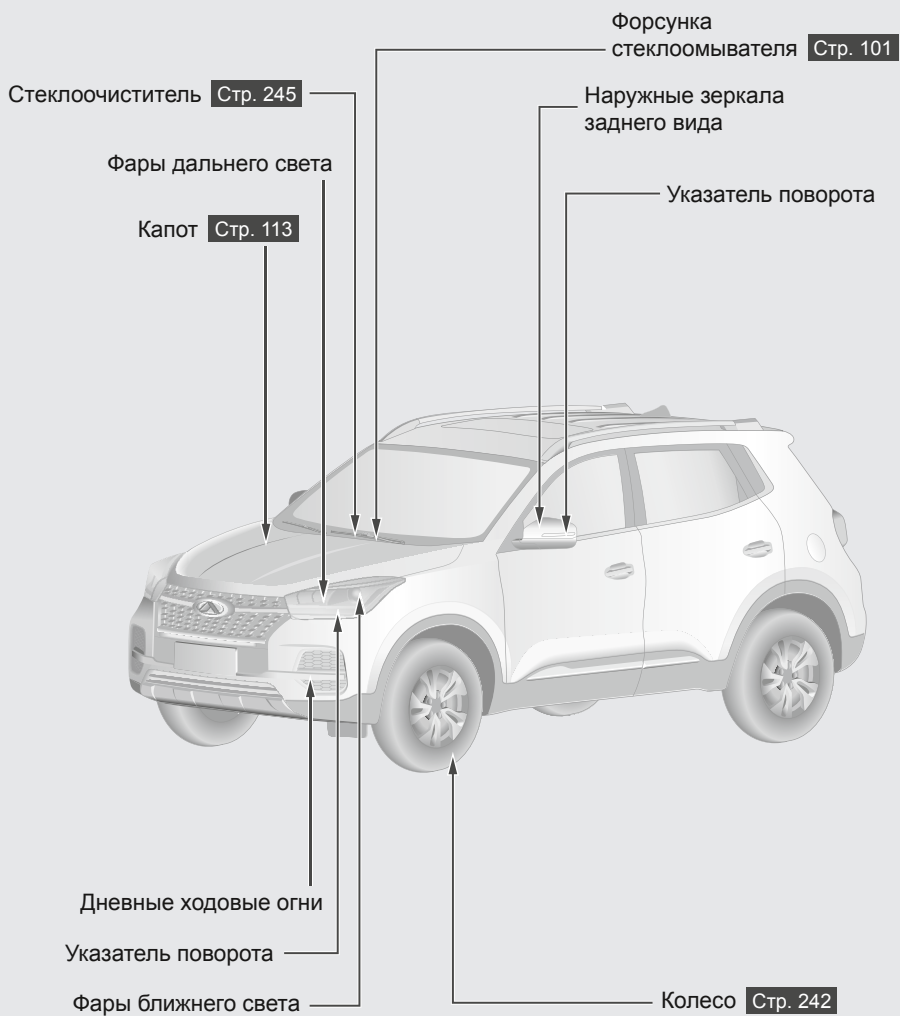 Форсунка
стеклоомывателя Стр. 101
Стеклоочиститель Стр. 245
Наружные зеркала
заднего вида
Фары дальнего света
Указатель поворота
Капот Стр. 113
Дневные ходовые огни
Указатель поворота
Фары ближнего света
Колесо Стр. 242